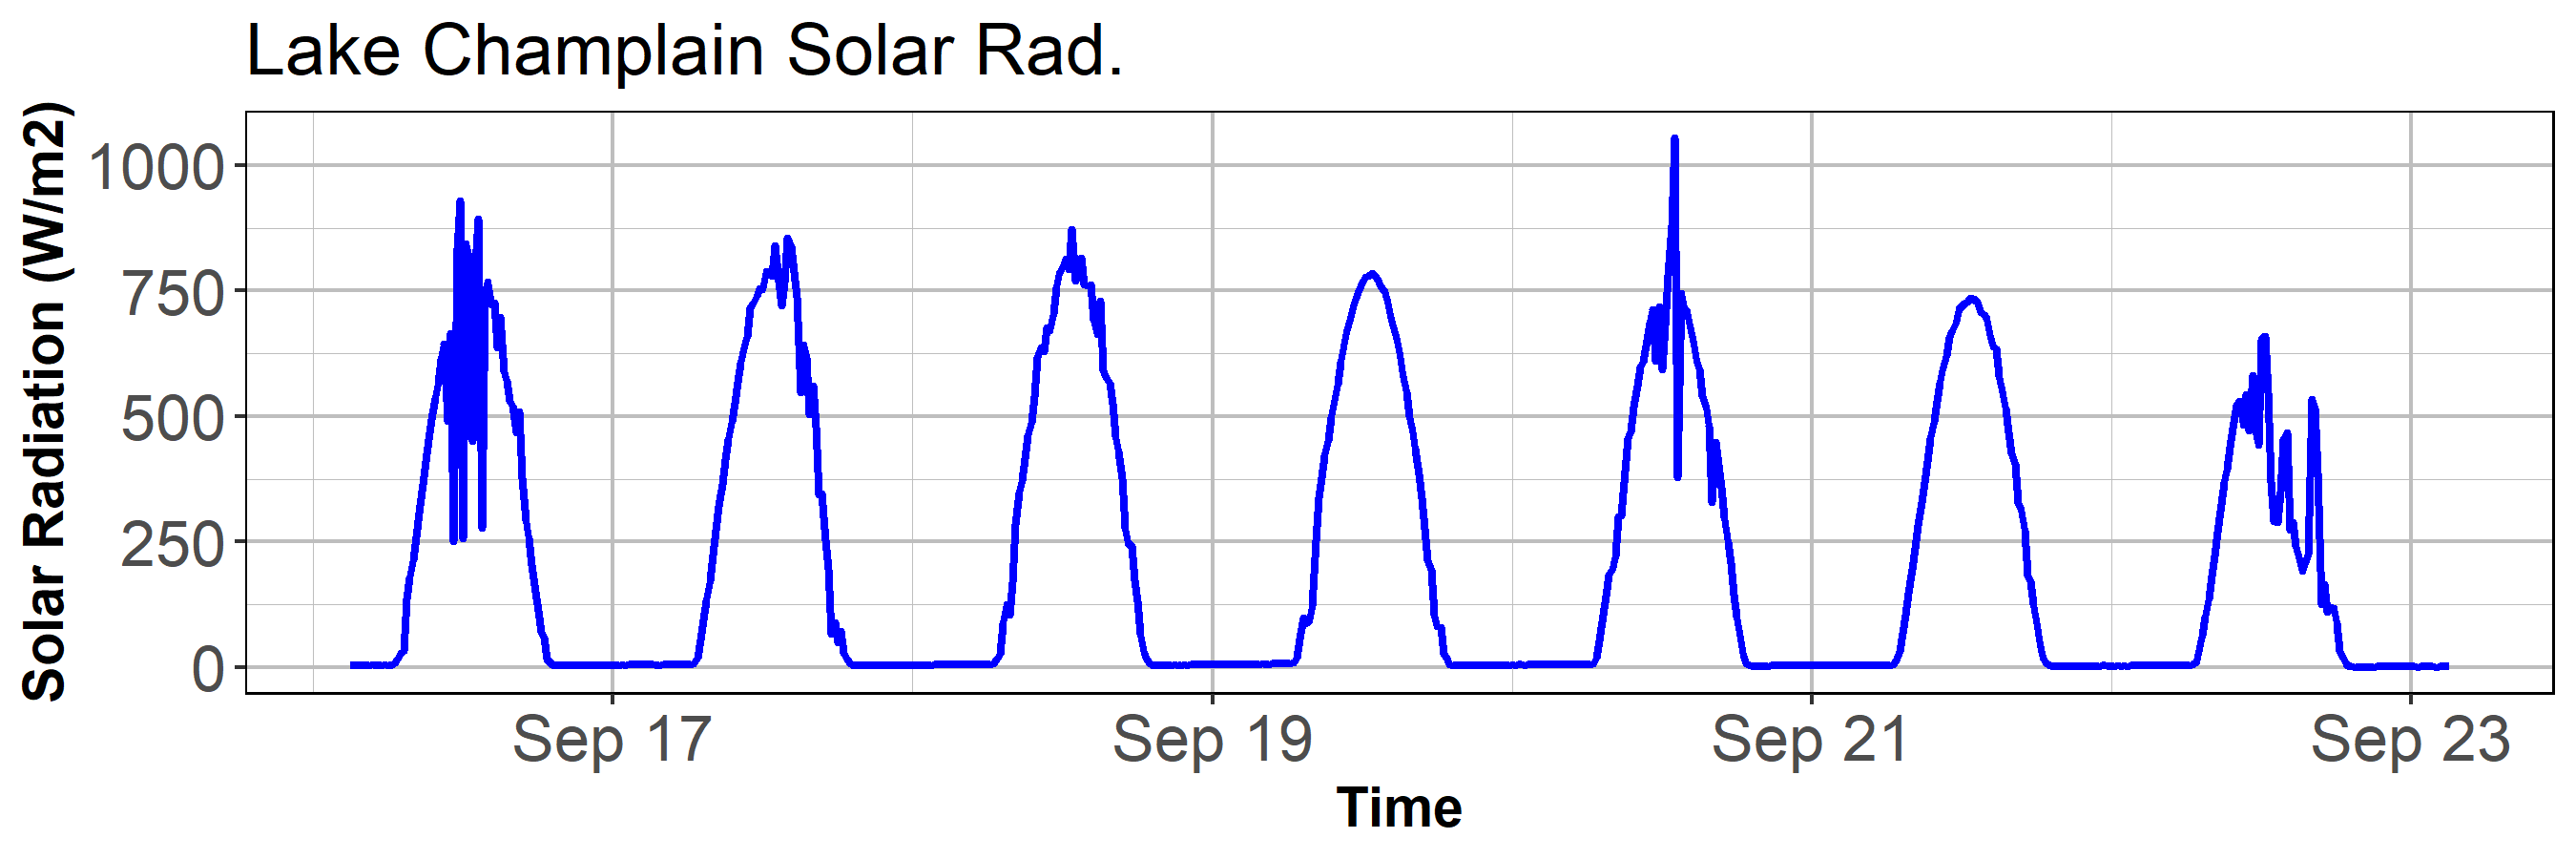 Lake Champlain Solar Rad.
Solar Radiation (W/m2)
1000
750
500
250
0
Sep 17 Sep 19 Sep 21 Sep 23
Time